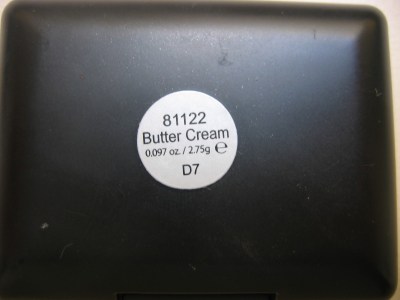 81122
Butter Cream
0.097 oz. / 2.75g ℮
D7